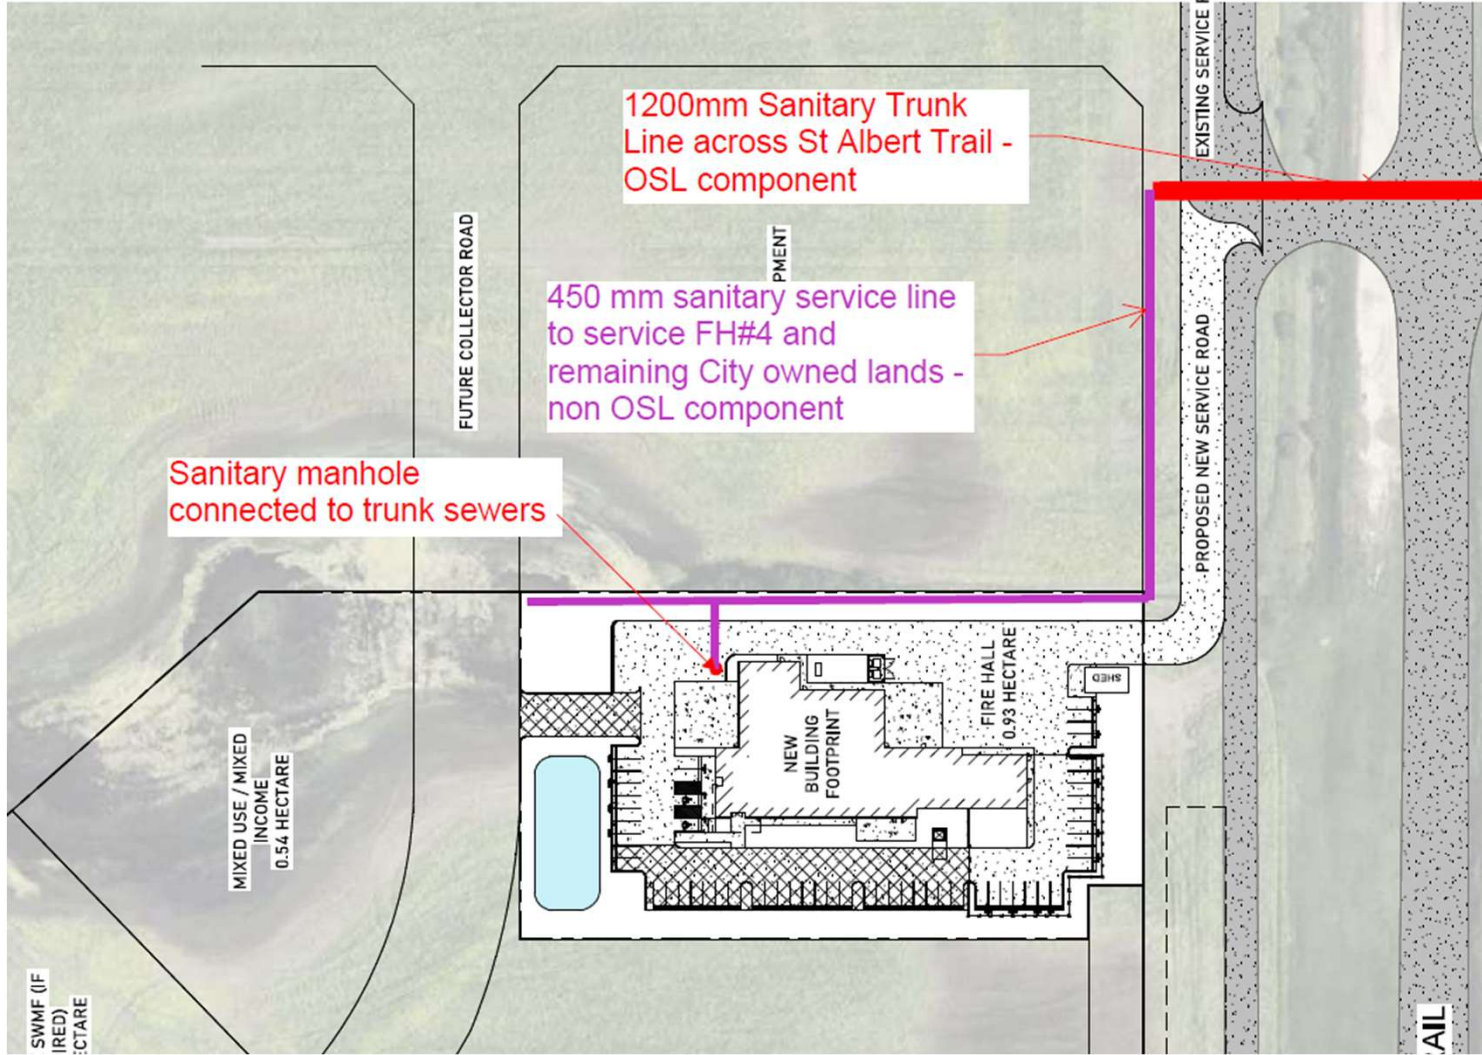 EXISTING SERVICE
1200mm Sanitary Trunk
Line across St Albert Trail -
OSL component
FUTURE COLLECTOR ROAD
PMENT
450 mm sanitary service line
to service FH#4 and
remaining City owned lands -
non OSL component
PROPOSED NEW SERVICE ROAD
Sanitary manhole
connected to trunk sewers
FIRE HALL
0.93 HECTARE
SHED
NEW
BUILDING
FOOTPRINT
MIXED USE / MIXED
INCOME
0.54 HECTARE
SWMF (IF
IRED)
ECTARE
AIL